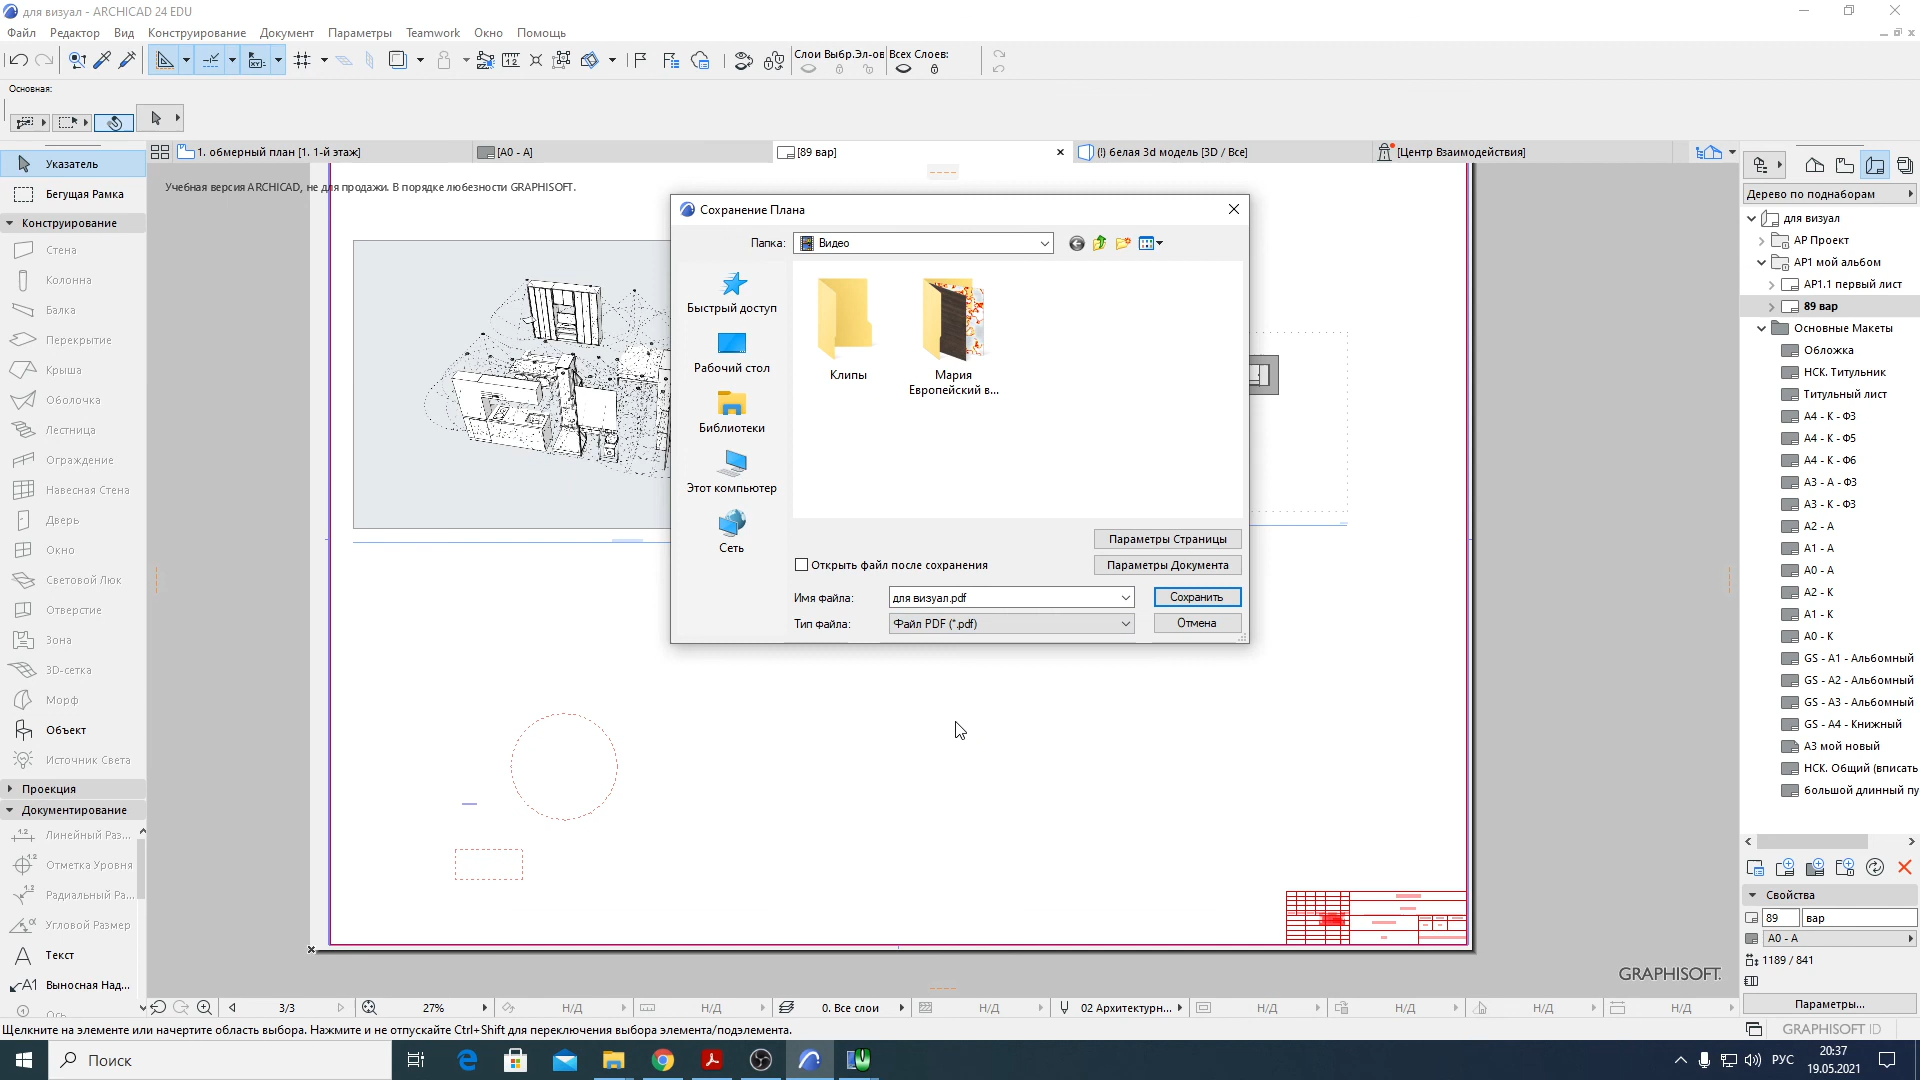 для визуал - ARCHICAD 24 EDU
Файл Редактор Вид Конструирование Документ Параметры Teamwork Окно Помощь
Слои Выбр.Эл-ов Всех Слоев:
Основная:
Указатель
Бегущая Рамка
Конструирование
Стена
Колонна
Балка
Перекрытие
Крыша
Оболочка
Лестница
Ограждение
Навесная Стена
Дверь
Окно
Световой Люк
Отверстие
Зона
3D-сетка
Морф
Объект
Источник Света
Проекция
Документирование
Линейный Раз...
Отметка Уровня
Радиальный Ра...
Угловой Размер
Текст
Выносная Над...
Ось
1. обмерный план [1. 1-й этаж]
[A0 - A]
[89 вар]
(!) белая 3d модель [3D / Все]
[Центр Взаимодействия]
Учебная версия ARCHICAD, не для продажи. В порядке любезности GRAPHISOFT.
Сохранение Плана
Папка: Видео
Быстрый доступ
Рабочий стол
Библиотеки
Этот компьютер
Сеть
Клипы
Мария
Европейский в...
Параметры Страницы
Открыть файл после сохранения
Параметры Документа
Имя файла: для визуал.pdf
Сохранить
Тип файла: Файл PDF (*.pdf)
Отмена
GRAPHISOFT.
Дерево по поднаборам
для визуал
АР Проект
АР1 мой альбом
АР1.1 первый лист
89 вар
Основные Макеты
Обложка
НСК. Титульник
Титульный лист
А4 - К - Ф3
А4 - К - Ф5
А4 - К - Ф6
А3 - А - Ф3
А3 - К - Ф3
А2 - А
А1 - А
А0 - А
А2 - К
А1 - К
А0 - К
GS - A1 - Альбомный
GS - A2 - Альбомный
GS - A3 - Альбомный
GS - A4 - Книжный
А3 мой новый
НСК. Общий (вписать
большой длинный пу
Свойства
89 вар
A0 - A
1189 / 841
Параметры...
3/3 27% Н/Д Н/Д 0. Все слои Н/Д 02 Архитектурн... Н/Д Н/Д Н/Д Н/Д
Щелкните на элементе или начертите область выбора. Нажмите и не отпускайте Ctrl+Shift для переключения выбора элемента/подэлемента.
GRAPHISOFT ID
Поиск
РУС
20:37
19.05.2021